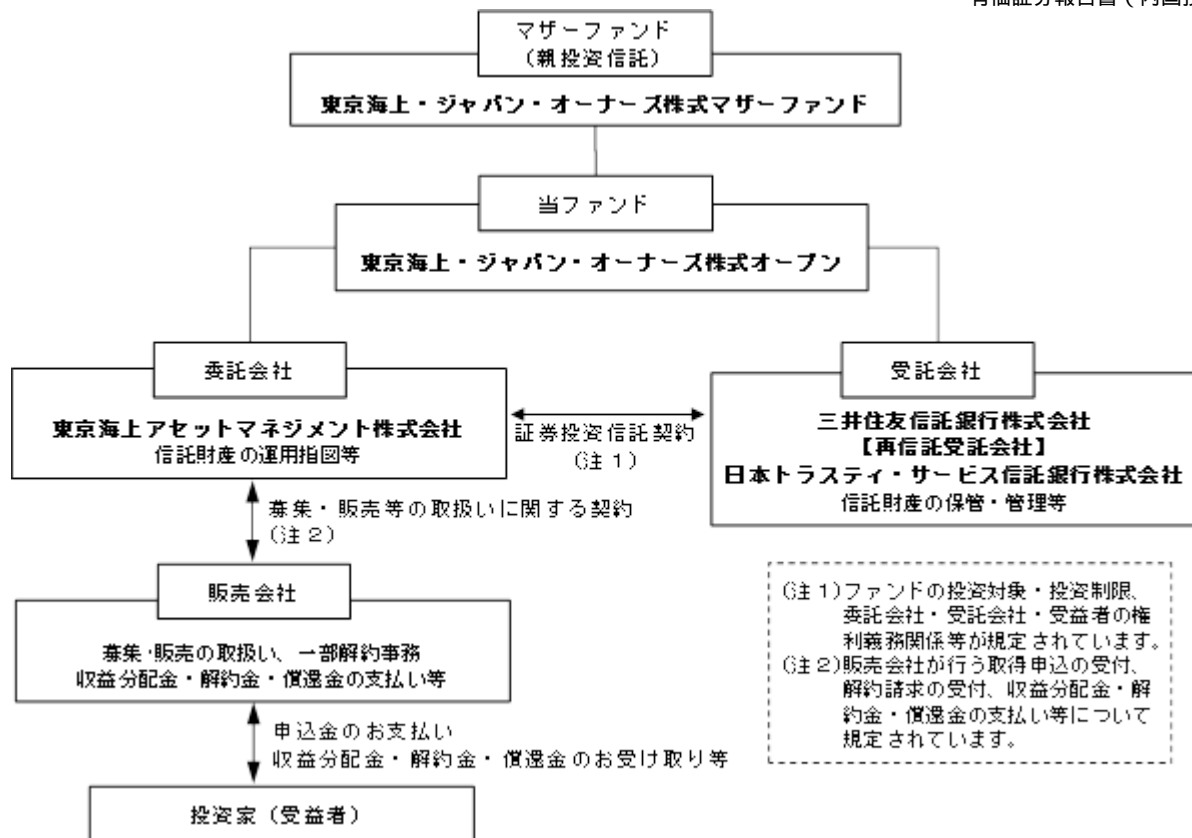 マザーファンド
(親投資信託)
東京海上・ジャパン・オーナーズ株式マザーファンド
当ファンド
東京海上・ジャパン・オーナーズ株式オープン
委託会社
東京海上アセットマネジメント株式会社
信託財産の運用指図等
証券投資信託契約
(注1)
受託会社
三井住友信託銀行株式会社
【再信託受託会社】
日本トラスティ・サービス信託銀行株式会社
信託財産の保管・管理等
募集・販売等の取扱いに関する契約
(注2)
販売会社
募集・販売の取扱い、一部解約事務
収益分配金・解約金・償還金の支払い等
申込金のお支払い
収益分配金・解約金・償還金のお受け取り等
投資家(受益者)
(注1)ファンドの投資対象・投資制限、
委託会社・受託会社・受益者の権
利義務関係等が規定されています。
(注2)販売会社が行う取得申込の受付、
解約請求の受付、収益分配金・解
約金・償還金の支払い等について
規定されています。